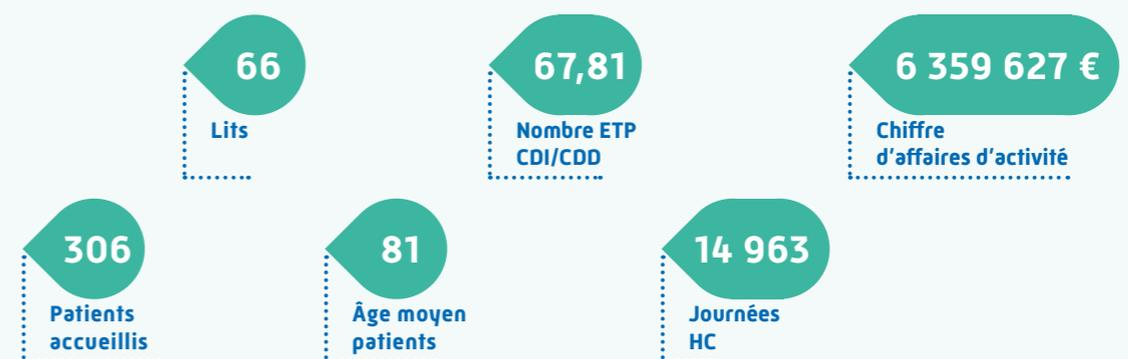 66
Lits
67,81
Nombre ETP
CDI/CDD
6 359 627 €
Chiffre
d'affaires d'activité
306
Patients
accueillis
81
Âge moyen
patients
14 963
Journées
HC